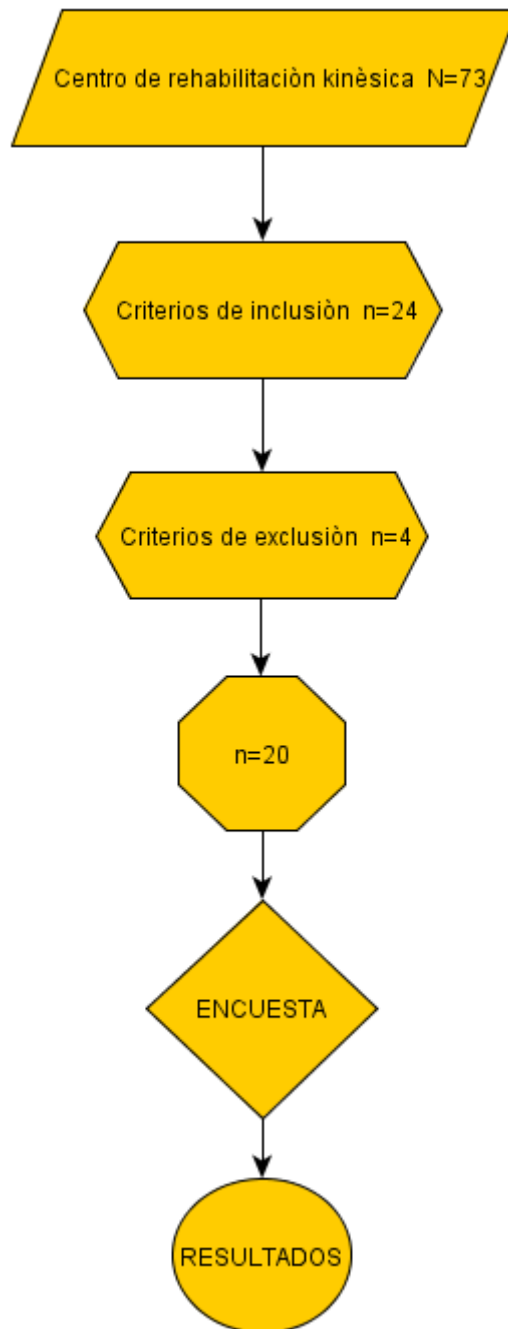 Centro de rehabilitaciòn kinèsica  N=73
Criterios de inclusiòn  n=24
Criterios de exclusiòn  n=4
n=20
ENCUESTA
RESULTADOS